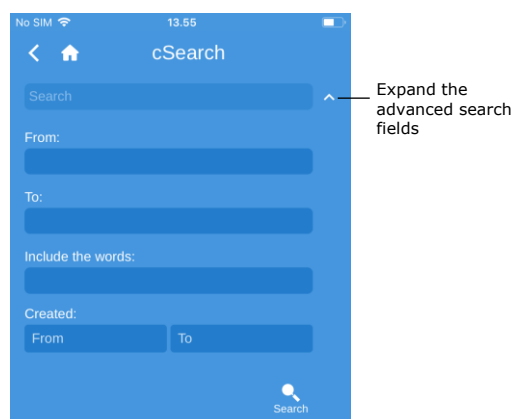 No SIM 13.55
cSearch
Search
Expand the
advanced search
fields
From:
To:
Include the words:
Created:
From To
Search